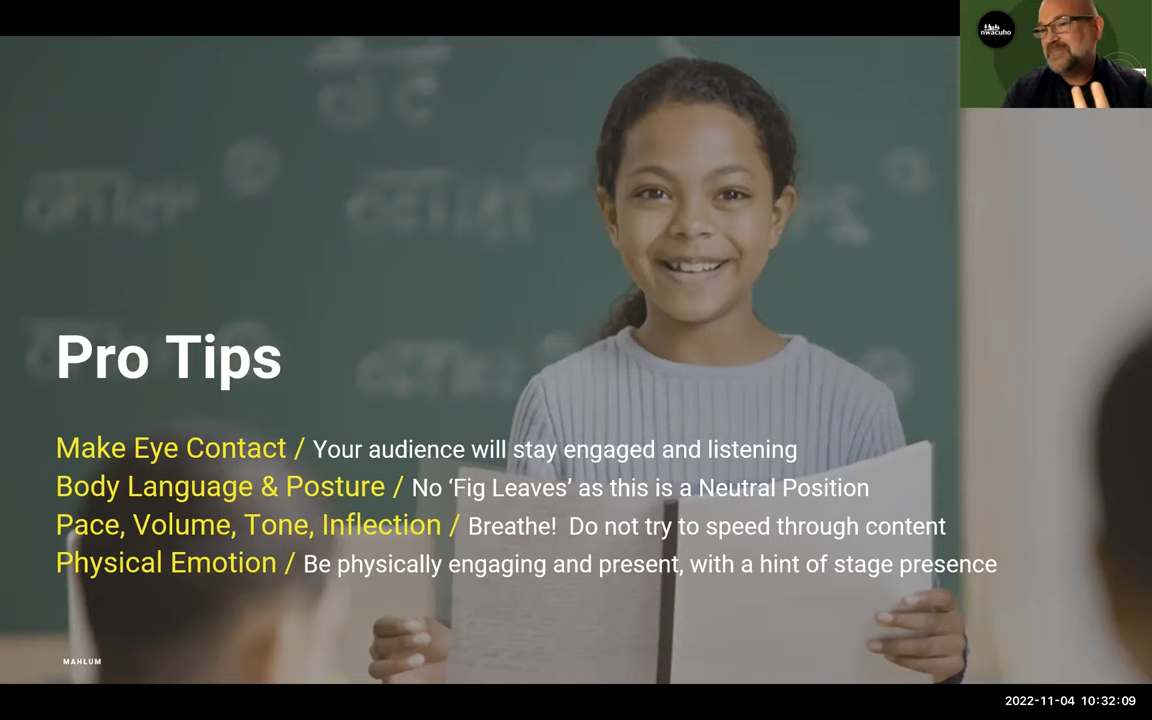 nwacuho
Pro Tips
Make Eye Contact / Your audience will stay engaged and listening
Body Language & Posture / No ‘Fig Leaves’ as this is a Neutral Position
Pace, Volume, Tone, Inflection / Breathe!  Do not try to speed through content
Physical Emotion / Be physically engaging and present, with a hint of stage presence
MAHLUM
2022-11-04 10:32:09